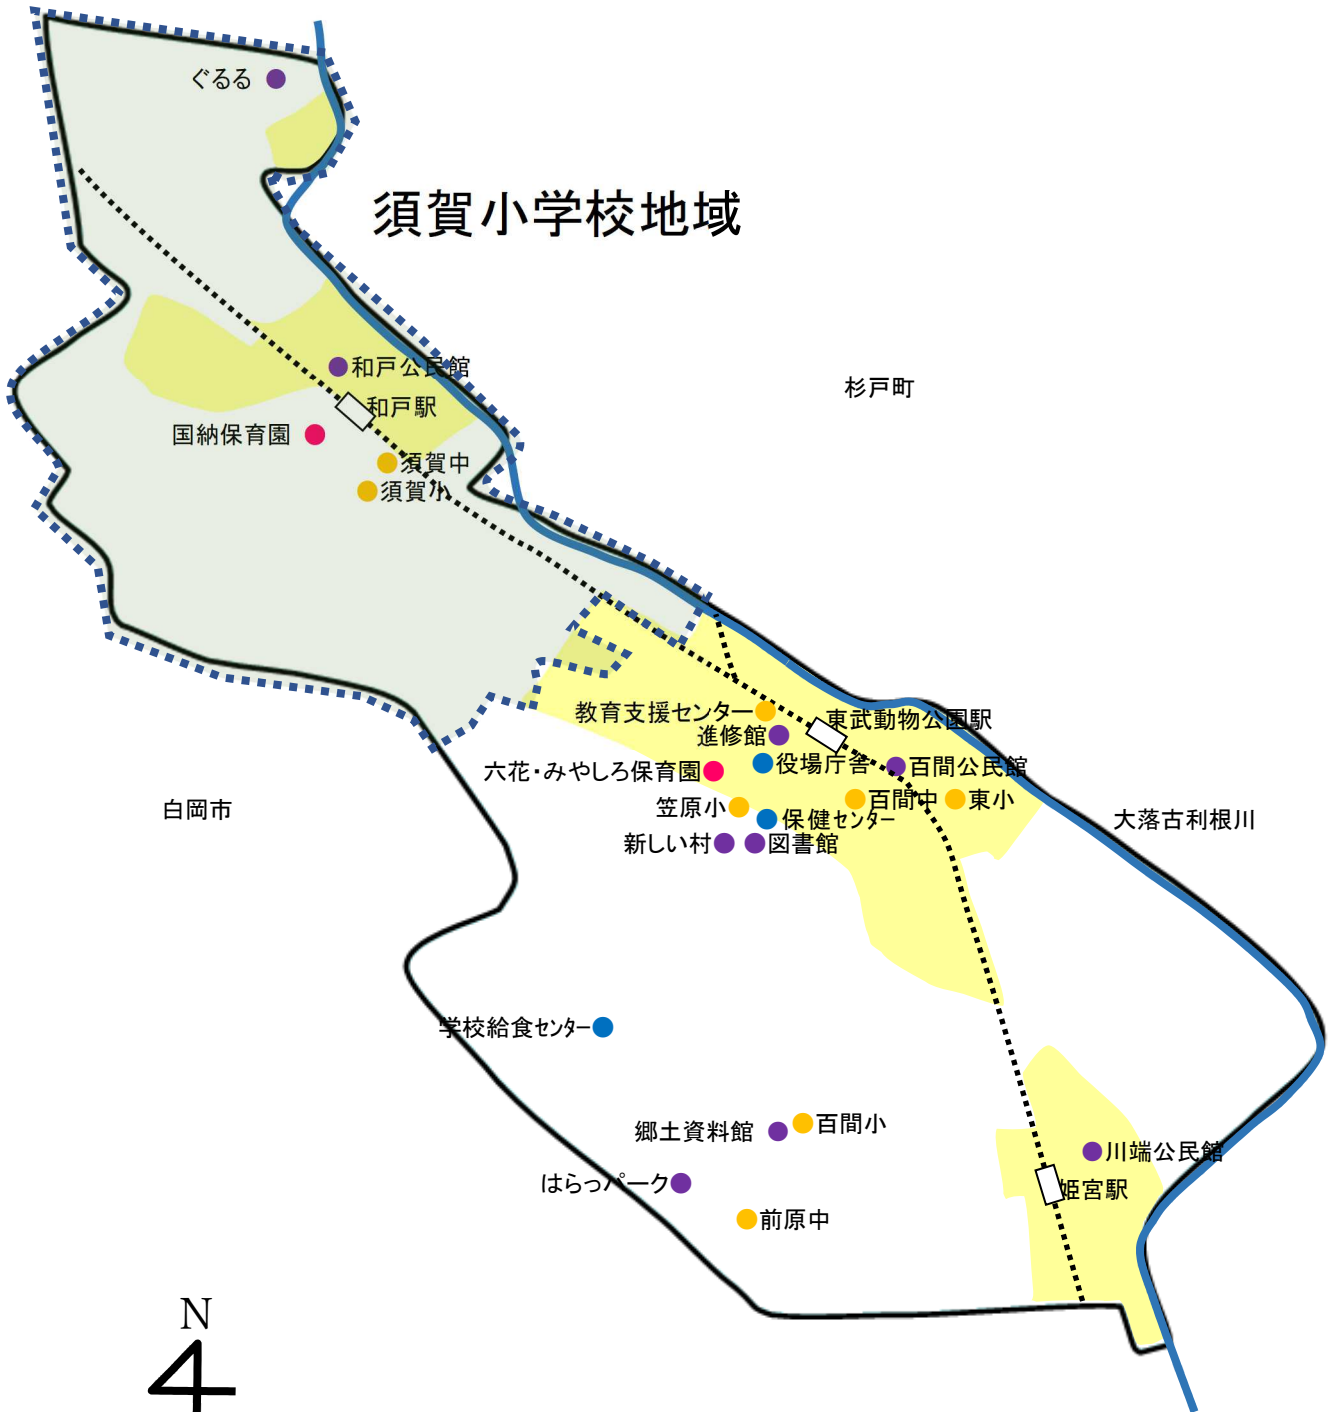 ぐるる
須賀小学校地域
和戸公民館
杉戸町
和戸駅
国納保育園
須賀中
須賀小
教育支援センター
東武動物公園駅
進修館
役場庁舎
百間公民館
六花・みやしろ保育園
百間中
東小
笠原小
白岡市
保健センター
大落古利根川
新しい村
図書館
学校給食センター
百間小
郷土資料館
川端公民館
はらっパーク
姫宮駅
前原中
N